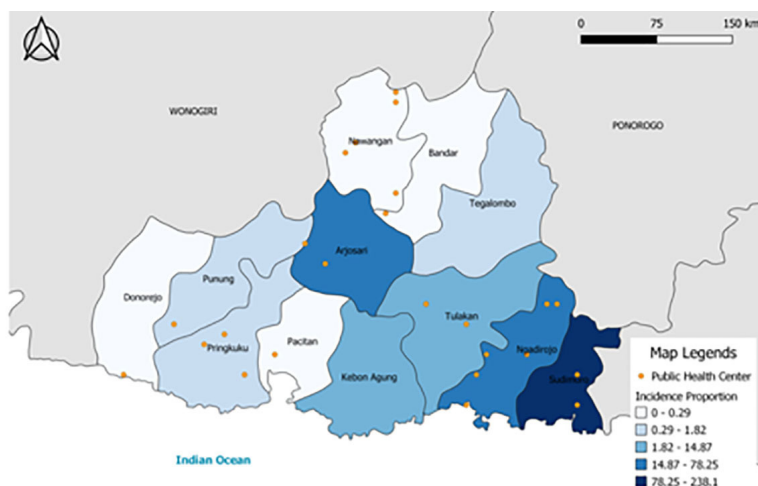 0 75 150 km
WONOGIRI
PONOROGO
Nawangan
Bandar
Tegalombo
Arjosari
Punung
Donorejo
Tulakan
Pringkuku
Pacitan
Kebon Agung
Ngadirojo
Sudimoro
Indian Ocean
Map Legends
Public Health Center
Incidence Proportion
0 - 0.29
0.29 - 1.82
1.82 - 14.87
14.87 - 78.25
78.25 - 238.1